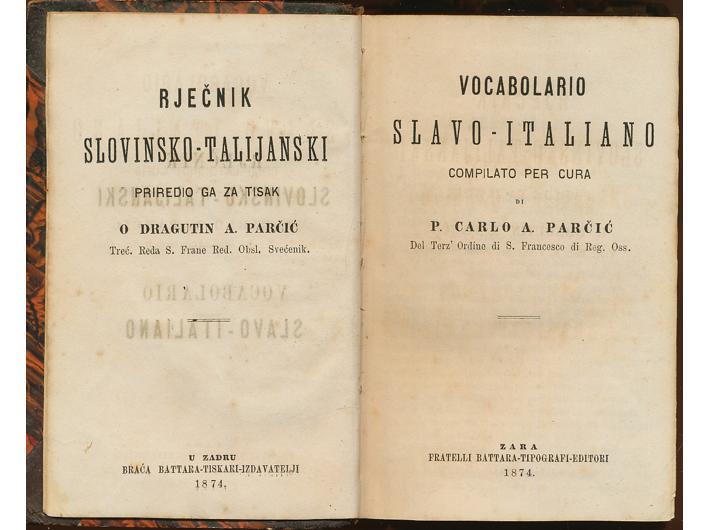 RJEČNIK
SLOVINSKO-TALIJANSKI
PRIREDIO GA ZA TISAK
O DRAGUTIN A. PARČIĆ
Treć. Reda S. Frane Red. Obsl. Svećenik.
U ZADRU
BRAĆA BATTARA-TISKARI-IZDAVATELJI
1874.
VOCABOLARIO
SLAVO-ITALIANO
COMPILATO PER CURA
DI
P. CARLO A. PARČIĆ
Del Terz' Ordine di S. Francesco di Reg. Oss.
ZARA
FRATELLI BATTARA-TIPOGRAFI-EDITORI
1874.